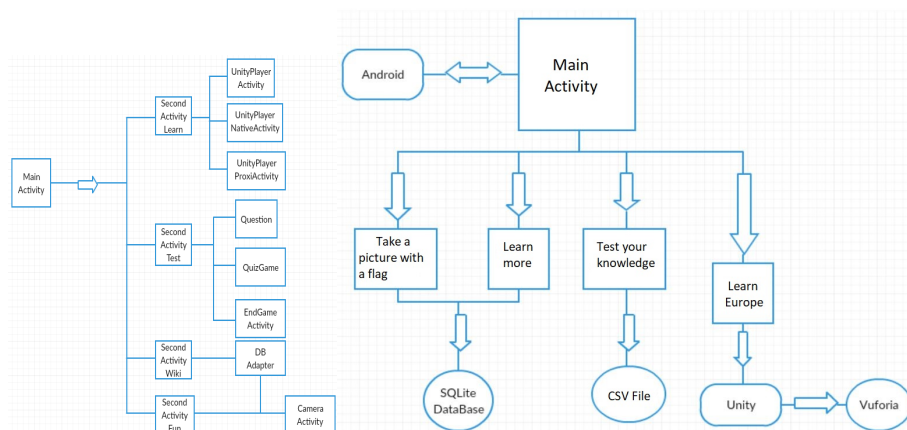 Main
Activity
Second
Activity
Learn
UnityPlayer
Activity
UnityPlayer
NativeActivity
UnityPlayer
ProxiActivity
Second
Activity
Test
Question
QuizGame
EndGame
Activity
Second
Activity
Wiki
DB
Adapter
Second
Activity
Fun
Camera
Activity
Android
Main
Activity
Take a
picture with
a flag
Learn
more
Test your
knowledge
Learn
Europe
SQLite
DataBase
CSV File
Unity
Vuforia